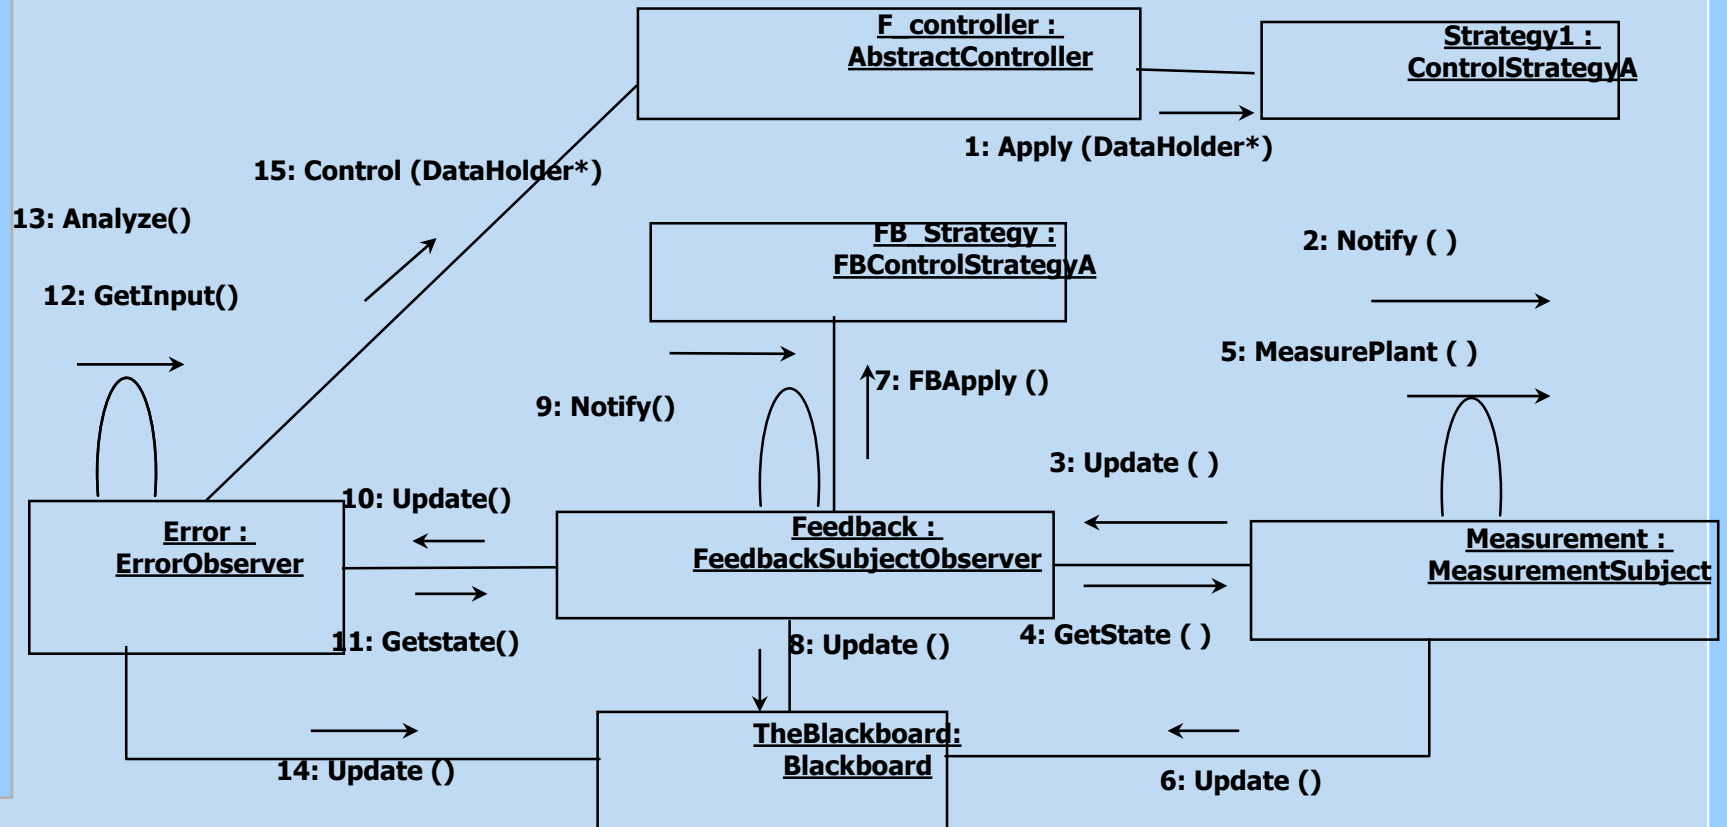 F_controller :
AbstractController
Strategy1 :
ControlStrategyA
1: Apply (DataHolder*)
15: Control (DataHolder*)
13: Analyze()
FB_Strategy :
FBControlStrategyA
2: Notify ( )
12: GetInput()
5: MeasurePlant ( )
7: FBApply ()
9: Notify()
3: Update ( )
10: Update()
Error :
ErrorObserver
Feedback :
FeedbackSubjectObserver
Measurement :
MeasurementSubject
11: Getstate()
8: Update ()
4: GetState ( )
TheBlackboard:
Blackboard
14: Update ()
6: Update ()